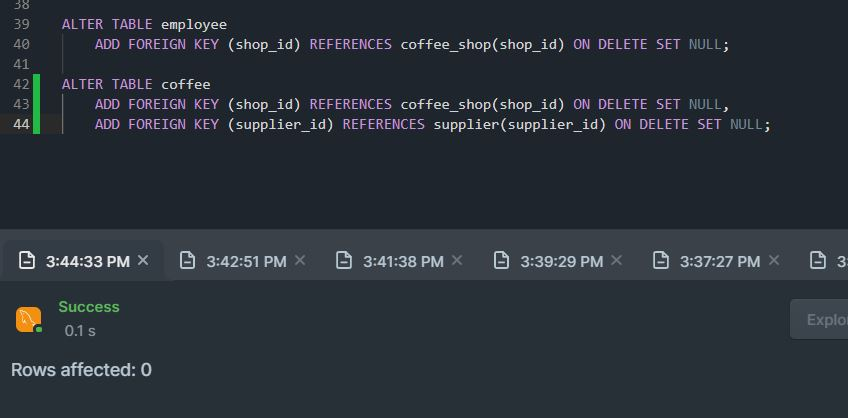 38
39 ALTER TABLE employee
40 ADD FOREIGN KEY (shop_id) REFERENCES coffee_shop(shop_id) ON DELETE SET NULL;
41
42 ALTER TABLE coffee
43 ADD FOREIGN KEY (shop_id) REFERENCES coffee_shop(shop_id) ON DELETE SET NULL,
44 ADD FOREIGN KEY (supplier_id) REFERENCES supplier(supplier_id) ON DELETE SET NULL;
3:44:33 PM × 3:42:51 PM × 3:41:38 PM × 3:39:29 PM × 3:37:27 PM × 3:
Success
0.1 s
Explo
Rows affected: 0